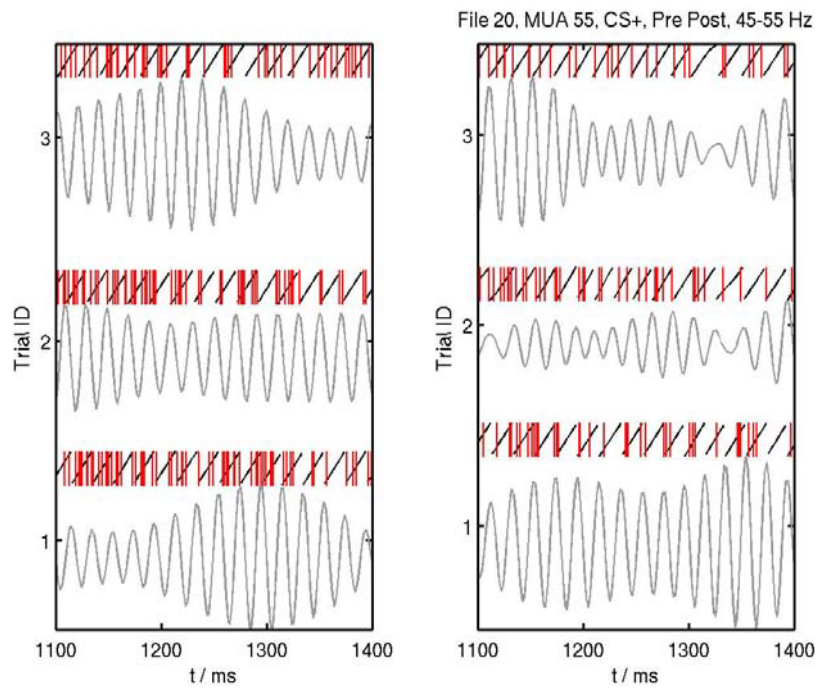 File 20, MUA 55, CS+, Pre Post, 45-55 Hz
3
2
1
Trial ID
1100
1200
1300
1400
t / ms
3
2
1
Trial ID
1100
1200
1300
1400
t / ms